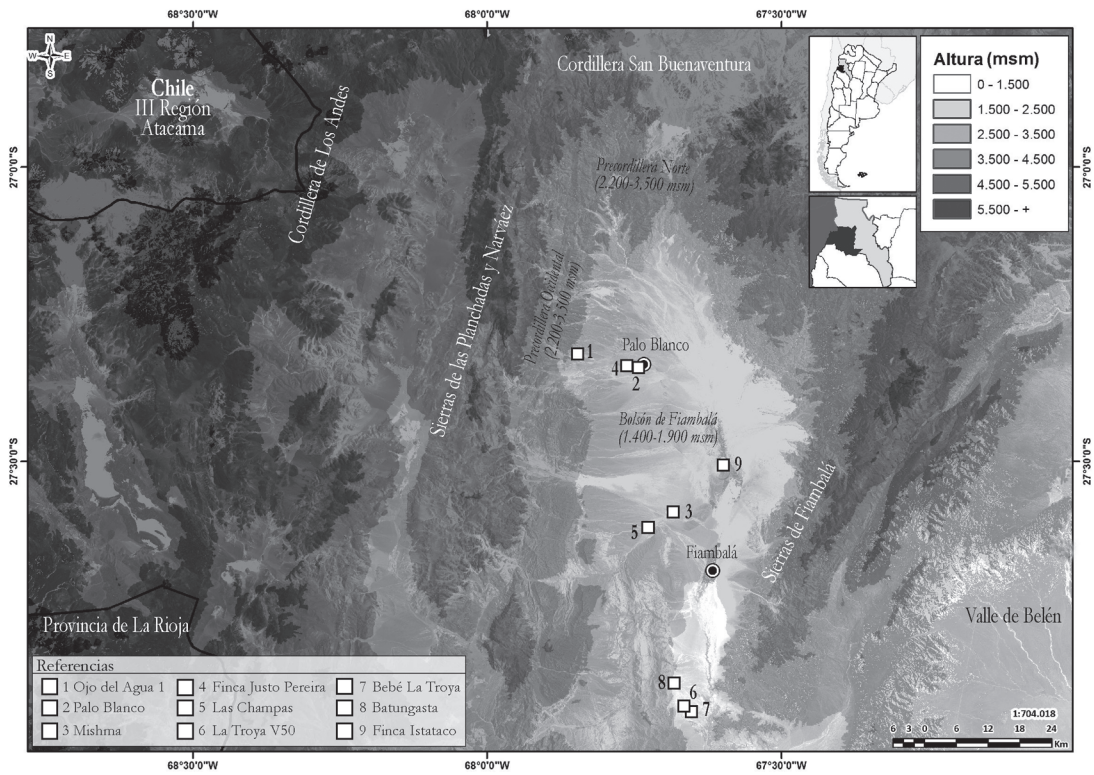 68°30'0"W 68°0'0"W 67°30'0"W
N
W E
S
Cordillera San Buenaventura
Chile
III Región
Atacama
Cordillera de Los Andes
Altura (msm)
0 - 1.500
1.500 - 2.500
2.500 - 3.500
3.500 - 4.500
4.500 - 5.500
5.500 - +
27°0'0"S 27°0'0"S
Precordillera Norte
(2.200-3.500 msm)
Sierras de las Planchadas y Narváez
Precordillera Occidental
(2.200-3.500 msm)
Palo Blanco
1
4
2
Bolsón de Fiambalá
(1.400-1.900 msm)
27°30'0"S 27°30'0"S
9
3
5
Fiambalá
Sierras de Fiambalá
Provincia de La Rioja
Valle de Belén
8
6
7
Referencias
1 Ojo del Agua 1 4 Finca Justo Pereira 7 Bebé La Troya
2 Palo Blanco 5 Las Champas 8 Batungasta
3 Mishma 6 La Troya V50 9 Finca Istataco
1:704.018
6 3 0 6 12 18 24
Km
68°30'0"W 68°0'0"W 67°30'0"W